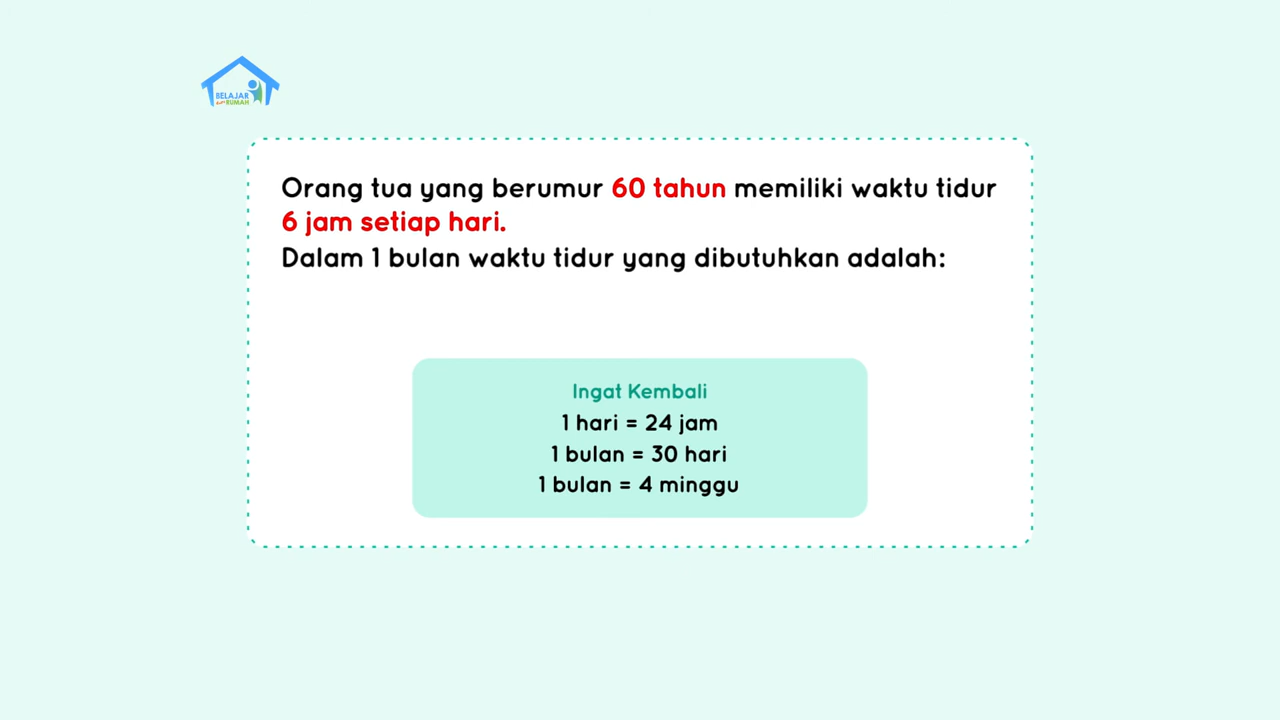 BELAJAR
dari RUMAH
Orang tua yang berumur 60 tahun memiliki waktu tidur
6 jam setiap hari.
Dalam 1 bulan waktu tidur yang dibutuhkan adalah:
Ingat Kembali
1 hari = 24 jam
1 bulan = 30 hari
1 bulan = 4 minggu